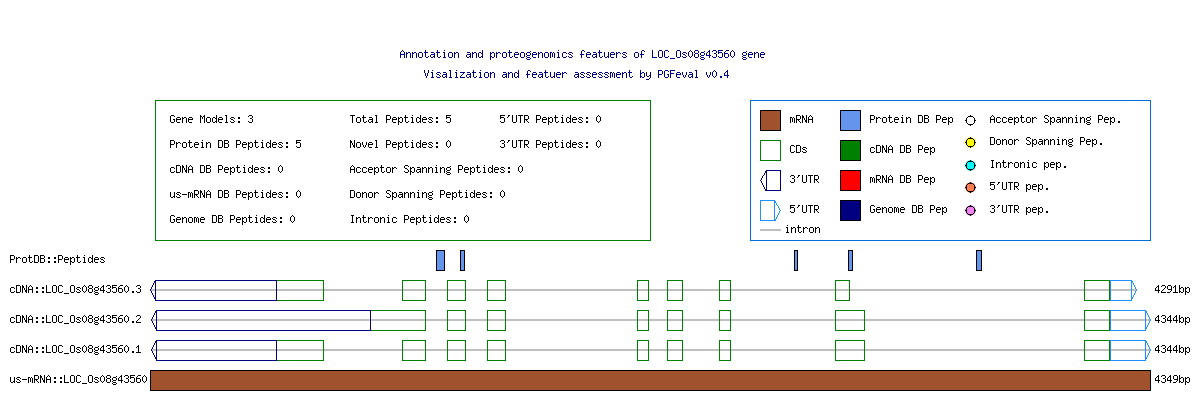 Annotation and proteogenomics featuers of LOC_Os08g43560 gene
Visalization and featuer assessment by PGFeval v0.4
Gene Models: 3 Total Peptides: 5 5'UTR Peptides: 0
Protein DB Peptides: 5 Novel Peptides: 0 3'UTR Peptides: 0
cDNA DB Peptides: 0 Acceptor Spanning Peptides: 0
us-mRNA DB Peptides: 0 Donor Spanning Peptides: 0
Genome DB Peptides: 0 Intronic Peptides: 0
mRNA Protein DB Pep Acceptor Spanning Pep.
CDs cDNA DB Pep Donor Spanning Pep.
3'UTR mRNA DB Pep Intronic pep.
5'UTR Genome DB Pep 5'UTR pep.
intron 3'UTR pep.
ProtDB::Peptides
cDNA::LOC_Os08g43560.3 4291bp
cDNA::LOC_Os08g43560.2 4344bp
cDNA::LOC_Os08g43560.1 4344bp
us-mRNA::LOC_Os08g43560 4349bp